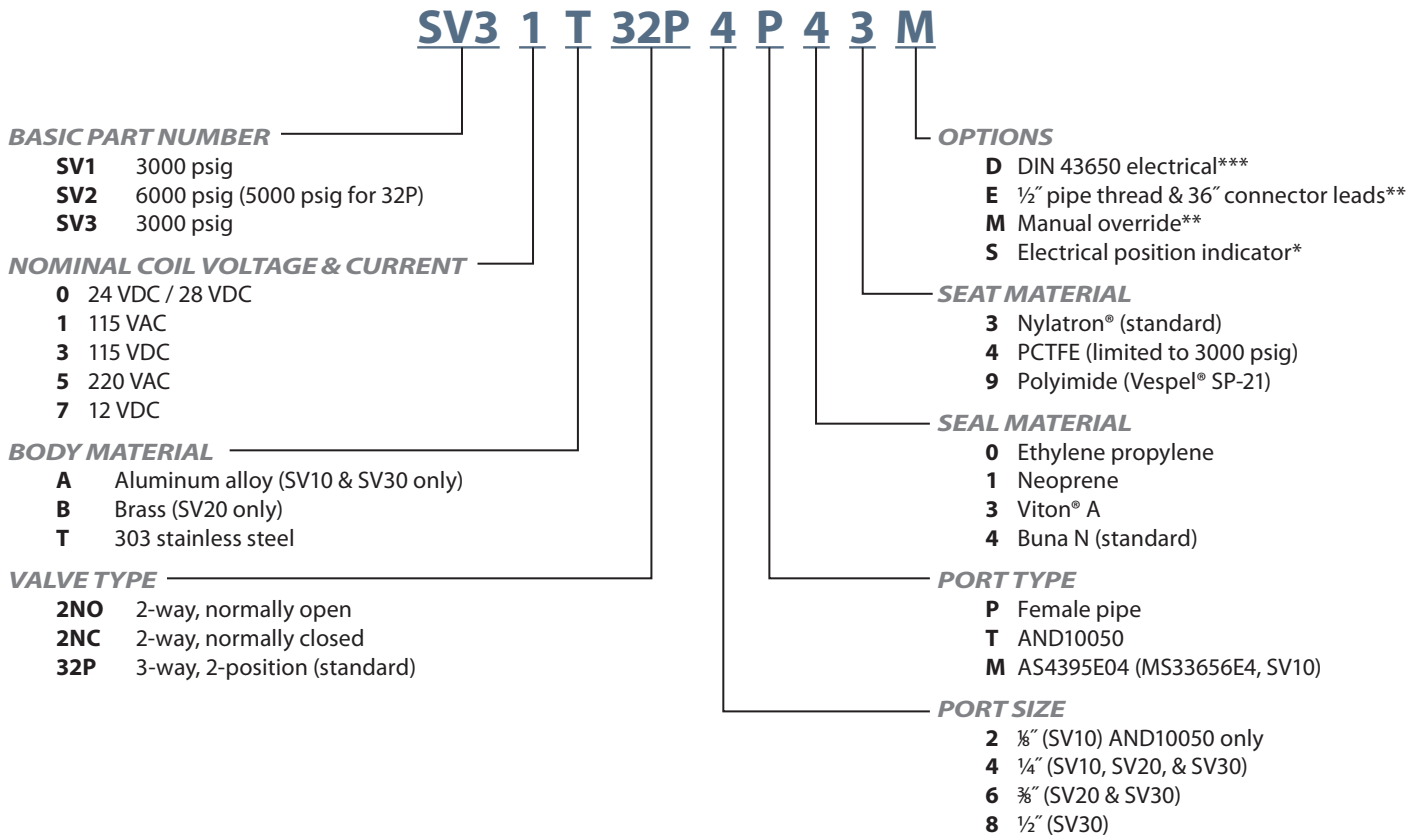 SV3 1 T 32P 4 P 4 3 M
BASIC PART NUMBER
SV1 3000 psig
SV2 6000 psig (5000 psig for 32P)
SV3 3000 psig
NOMINAL COIL VOLTAGE & CURRENT
0 24 VDC / 28 VDC
1 115 VAC
3 115 VDC
5 220 VAC
7 12 VDC
BODY MATERIAL
A Aluminum alloy (SV10 & SV30 only)
B Brass (SV20 only)
T 303 stainless steel
VALVE TYPE
2NO 2-way, normally open
2NC 2-way, normally closed
32P 3-way, 2-position (standard)
OPTIONS
D DIN 43650 electrical***
E ½˝ pipe thread & 36˝ connector leads**
M Manual override**
S Electrical position indicator*
SEAT MATERIAL
3 Nylatron® (standard)
4 PCTFE (limited to 3000 psig)
9 Polyimide (Vespel® SP-21)
SEAL MATERIAL
0 Ethylene propylene
1 Neoprene
3 Viton® A
4 Buna N (standard)
PORT TYPE
P Female pipe
T AND10050
M AS4395E04 (MS33656E4, SV10)
PORT SIZE
2 ⅛˝ (SV10) AND10050 only
4 ¼˝ (SV10, SV20, & SV30)
6 ⅜˝ (SV20 & SV30)
8 ½˝ (SV30)